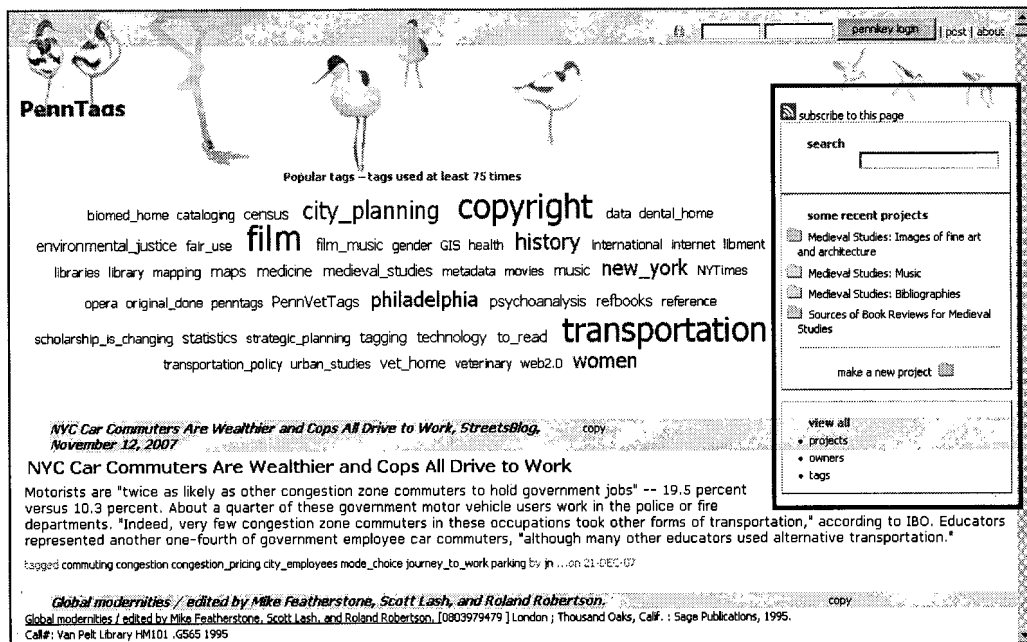 pennkey login | post | about
PennTags
subscribe to this page
search
Popular tags -- tags used at least 75 times
biomed_home cataloging census city_planning copyright data dental_home
environmental_justice fair_use film film_music gender GIS health history international internet libment
libraries library mapping maps medicine medieval_studies metadata movies music new_york NYTimes
opera original_done penntags PennVetTags philadelphia psychoanalysis refbooks reference
scholarship_is_changing statistics strategic_planning tagging technology to_read transportation
transportation_policy urban_studies vet_home veterinary web2.0 women
some recent projects
Medieval Studies: Images of fine art
and architecture
Medieval Studies: Music
Medieval Studies: Bibliographies
Sources of Book Reviews for Medieval
Studies
make a new project
view all
• projects
• owners
• tags
NYC Car Commuters Are Wealthier and Cops All Drive to Work, StreetsBlog, copy
November 12, 2007
NYC Car Commuters Are Wealthier and Cops All Drive to Work
Motorists are "twice as likely as other congestion zone commuters to hold government jobs" -- 19.5 percent
versus 10.3 percent. About a quarter of these government motor vehicle users work in the police or fire
departments. "Indeed, very few congestion zone commuters in these occupations took other forms of transportation," according to IBO. Educators
represented another one-fourth of government employee car commuters, "although many other educators used alternative transportation."
tagged commuting congestion congestion_pricing city_employees mode_choice journey_to_work parking by jn ...on 21-DEC-07
Global modernities / edited by Mike Featherstone, Scott Lash, and Roland Robertson. copy
Global modernities / edited by Mike Featherstone, Scott Lash, and Roland Robertson. [0803979479] London ; Thousand Oaks, Calif. : Sage Publications, 1995.
Call#: Van Pelt Library HM101 .G565 1995